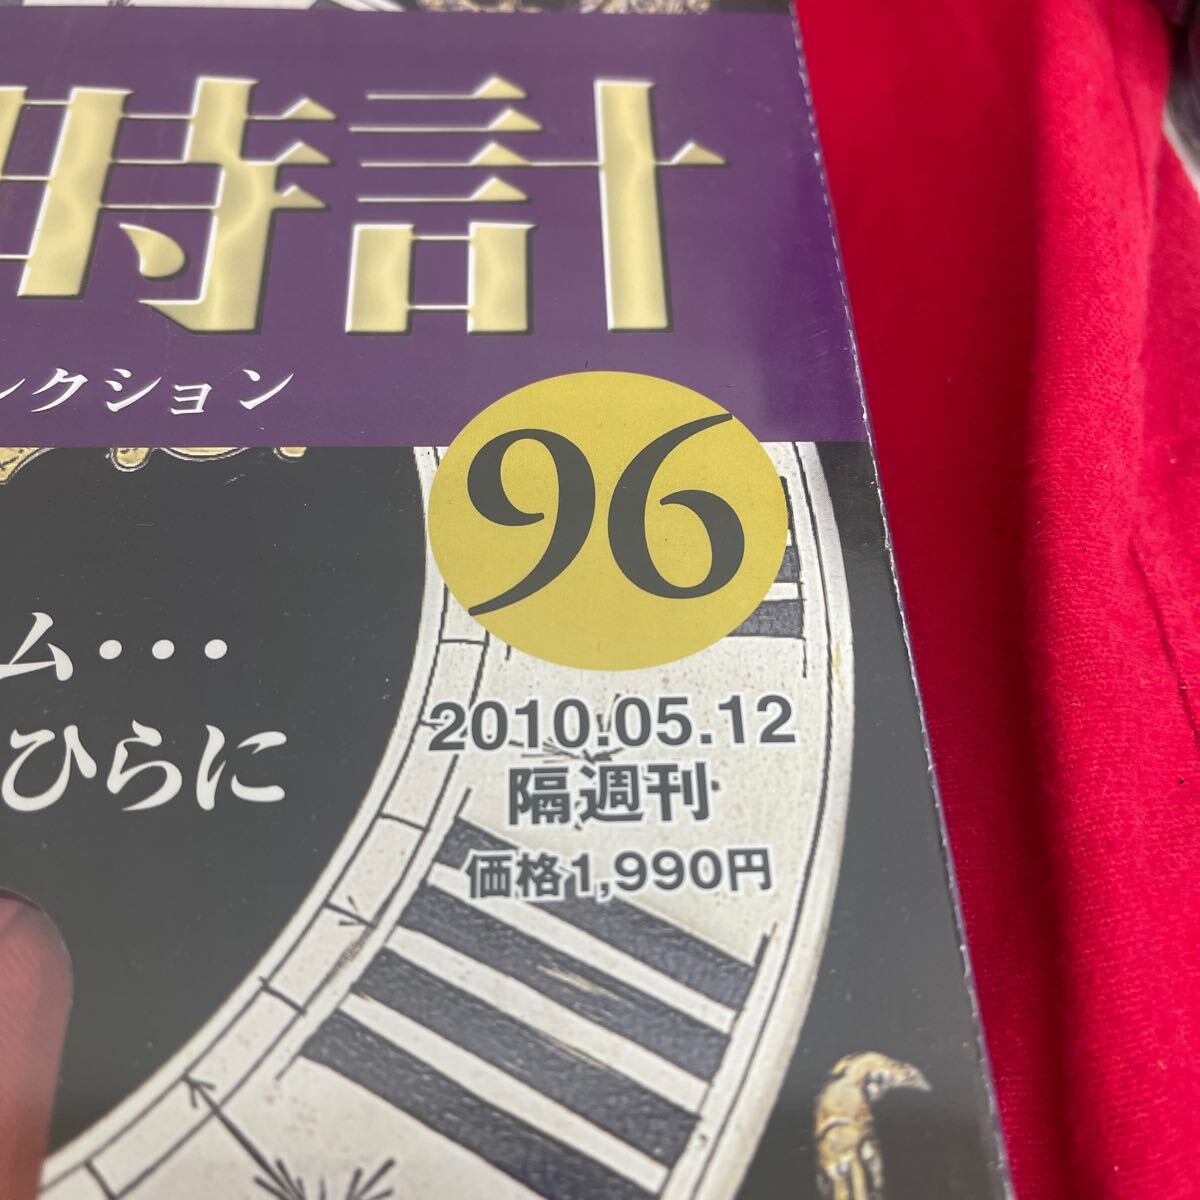 時計
レクション
96
ム・・・
ひらに
2010.05.12
隔週刊
価格1,990円